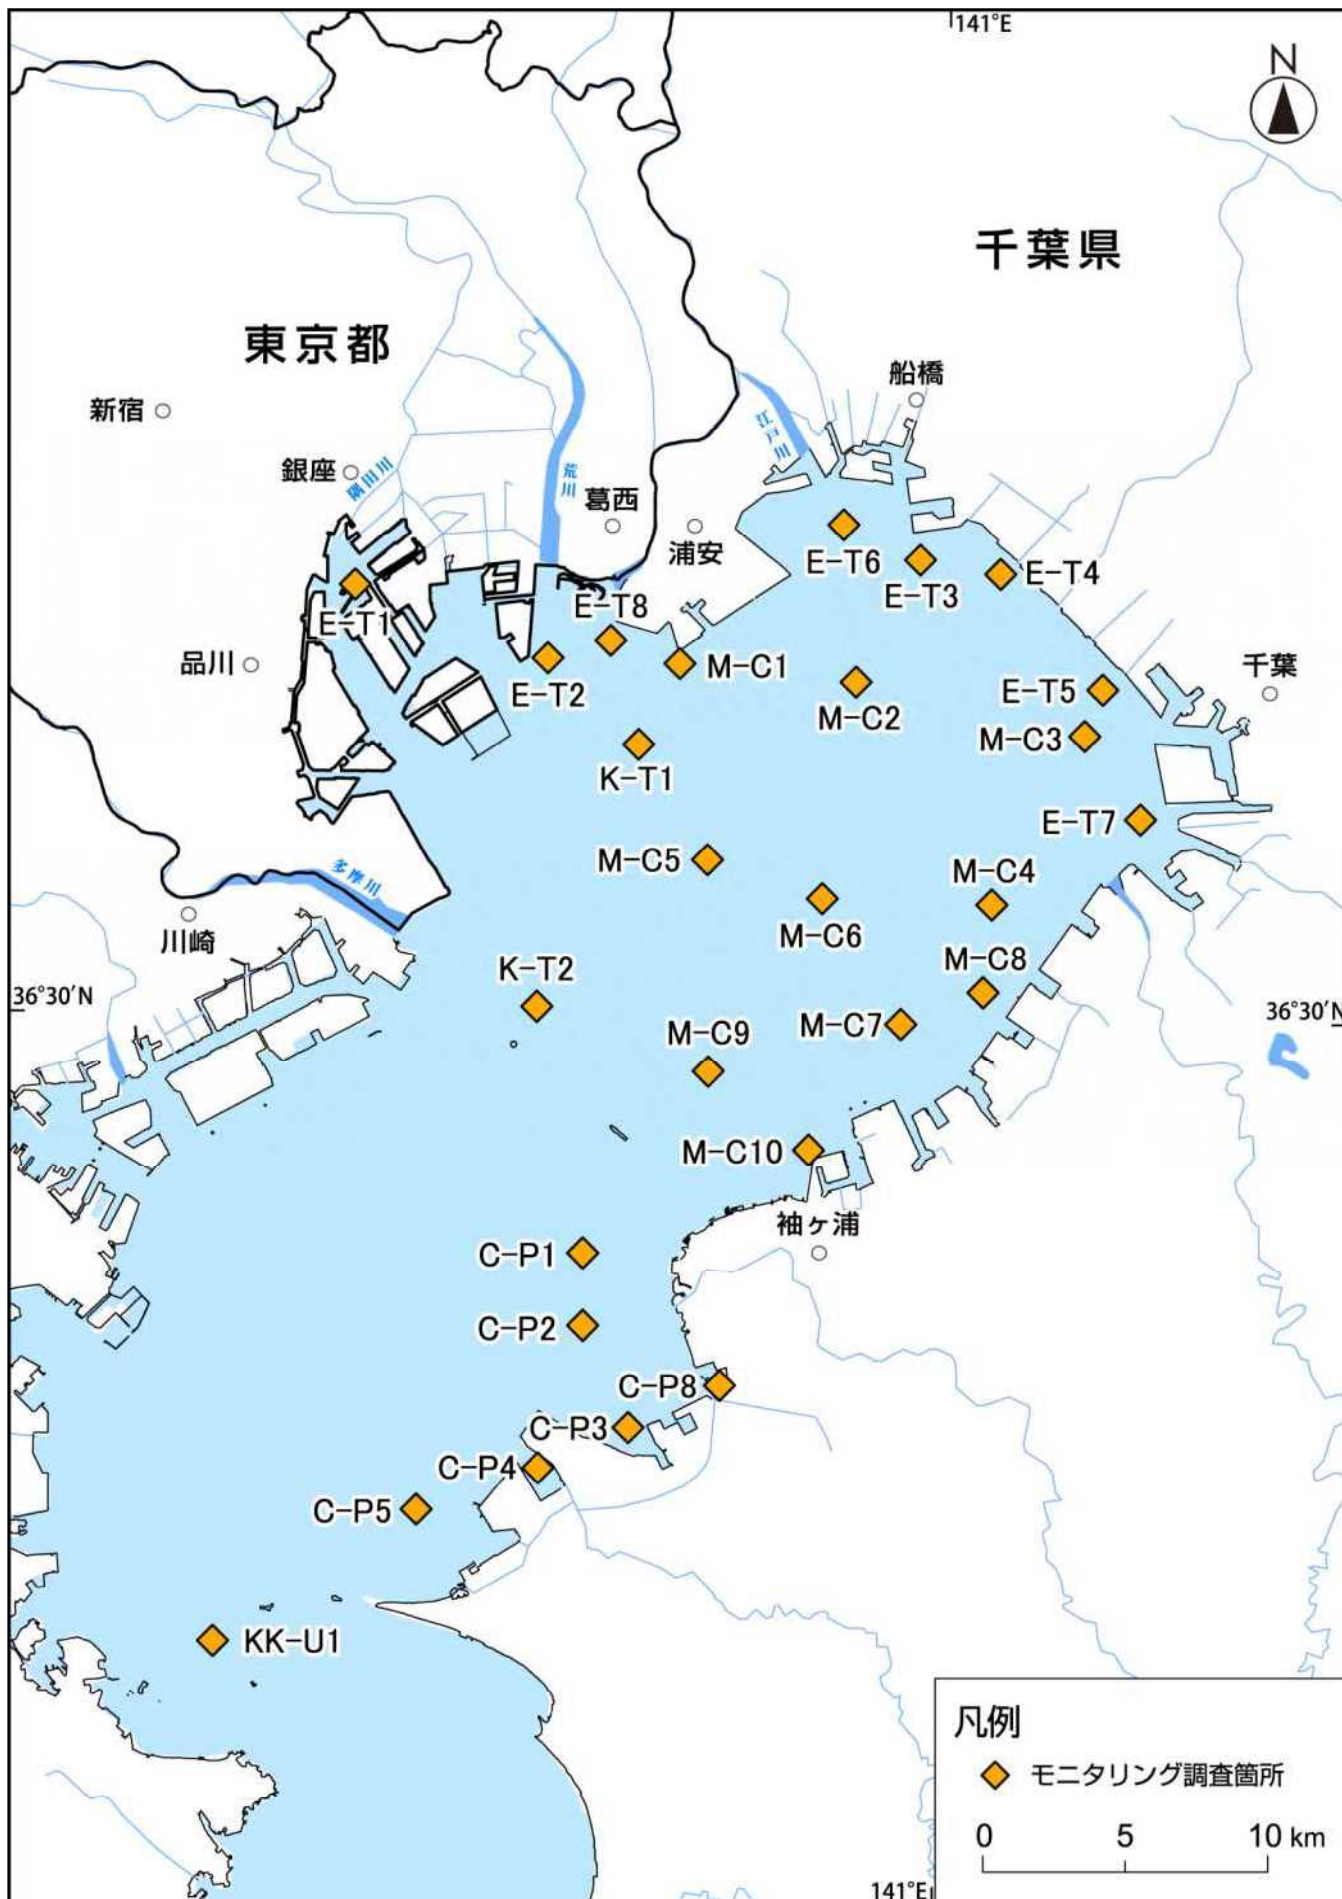 141°E
N
千葉県
東京都
船橋
新宿
江戸川
銀座
隅田川
荒川
葛西
浦安
E-T6
E-T3
E-T4
E-T1
E-T8
品川
E-T2
M-C1
M-C2
E-T5
千葉
M-C3
K-T1
E-T7
M-C5
多摩川
M-C4
川崎
M-C6
K-T2
M-C8
36°30′N
36°30′N
M-C9
M-C7
M-C10
袖ヶ浦
C-P1
C-P2
C-P8
C-P3
C-P4
C-P5
KK-U1
凡例
モニタリング調査箇所
0 5 10 km
141°E